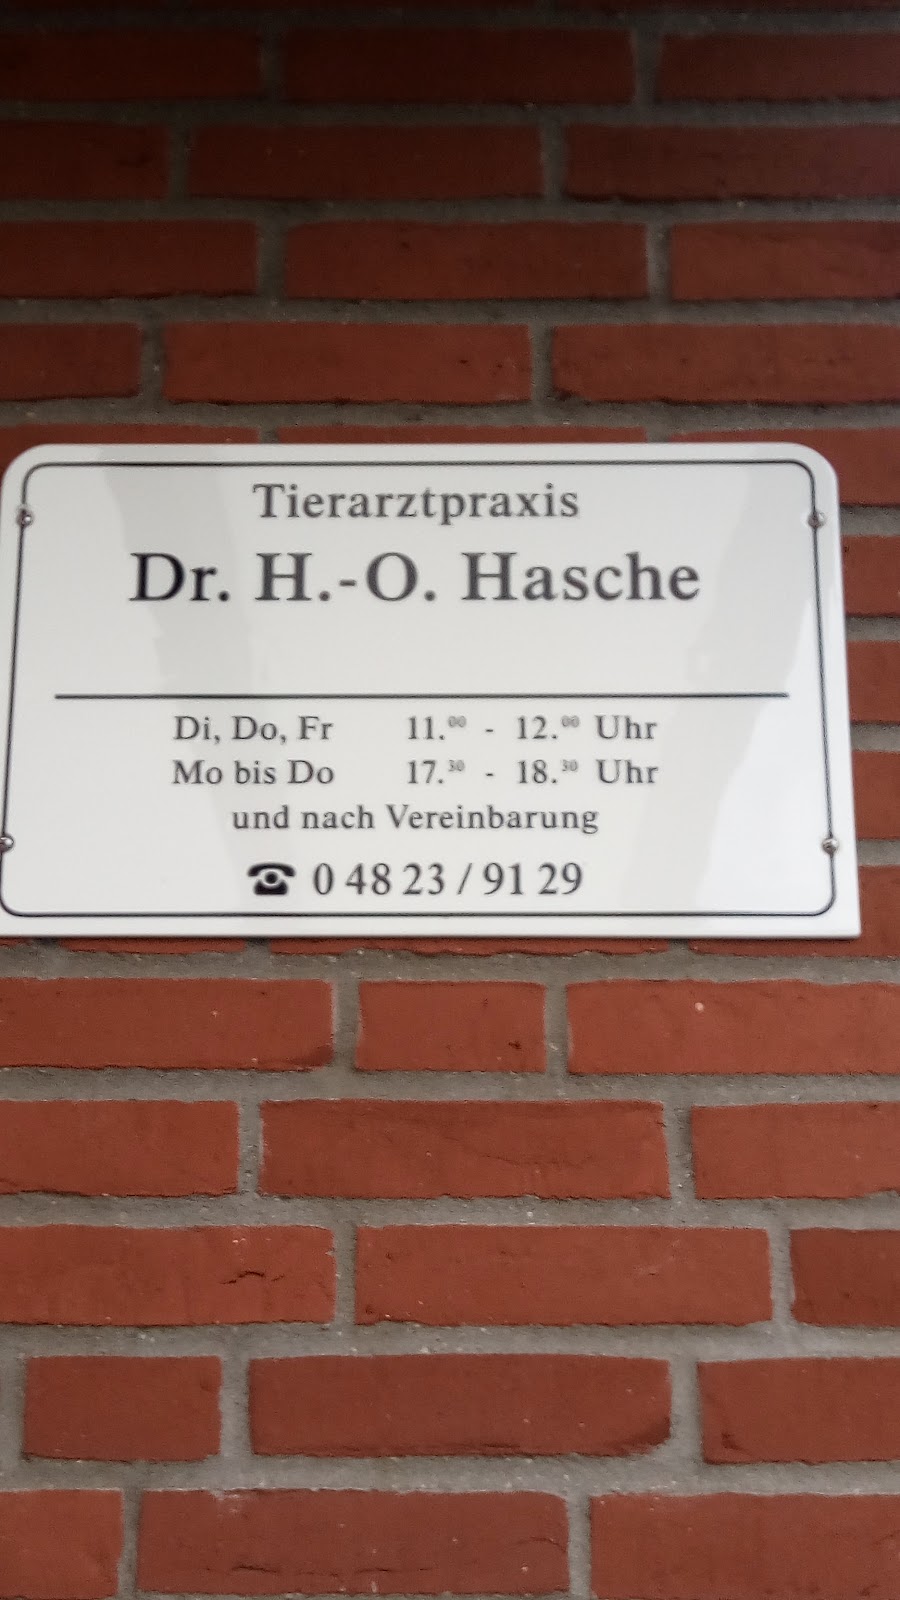 Tierarztpraxis
Dr. H.-O. Hasche
Di, Do, Fr 11.00 - 12.00 Uhr
Mo bis Do 17.30 - 18.30 Uhr
und nach Vereinbarung
☎ 0 48 23 / 91 29